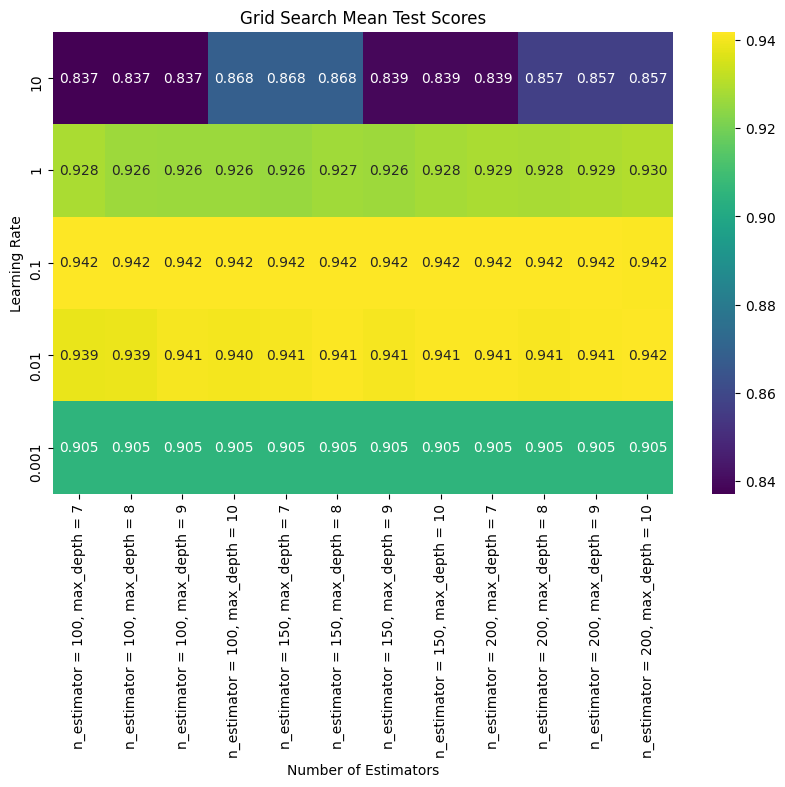 Grid Search Mean Test Scores
Learning Rate
10
0.837 0.837 0.837 0.868 0.868 0.868 0.839 0.839 0.839 0.857 0.857 0.857
1
0.928 0.926 0.926 0.926 0.926 0.927 0.926 0.928 0.929 0.928 0.929 0.930
0.1
0.942 0.942 0.942 0.942 0.942 0.942 0.942 0.942 0.942 0.942 0.942 0.942
0.01
0.939 0.939 0.941 0.940 0.941 0.941 0.941 0.941 0.941 0.941 0.941 0.942
0.001
0.905 0.905 0.905 0.905 0.905 0.905 0.905 0.905 0.905 0.905 0.905 0.905
n_estimator = 100, max_depth = 7
n_estimator = 100, max_depth = 8
n_estimator = 100, max_depth = 9
n_estimator = 100, max_depth = 10
n_estimator = 150, max_depth = 7
n_estimator = 150, max_depth = 8
n_estimator = 150, max_depth = 9
n_estimator = 150, max_depth = 10
n_estimator = 200, max_depth = 7
n_estimator = 200, max_depth = 8
n_estimator = 200, max_depth = 9
n_estimator = 200, max_depth = 10
Number of Estimators
0.94
0.92
0.90
0.88
0.86
0.84